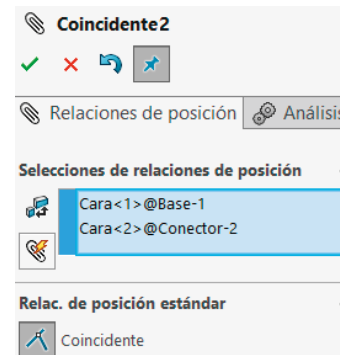 Coincidente2
Relaciones de posición Análisis
Selecciones de relaciones de posición
Cara<1>@Base-1
Cara<2>@Conector-2
Relac. de posición estándar
Coincidente